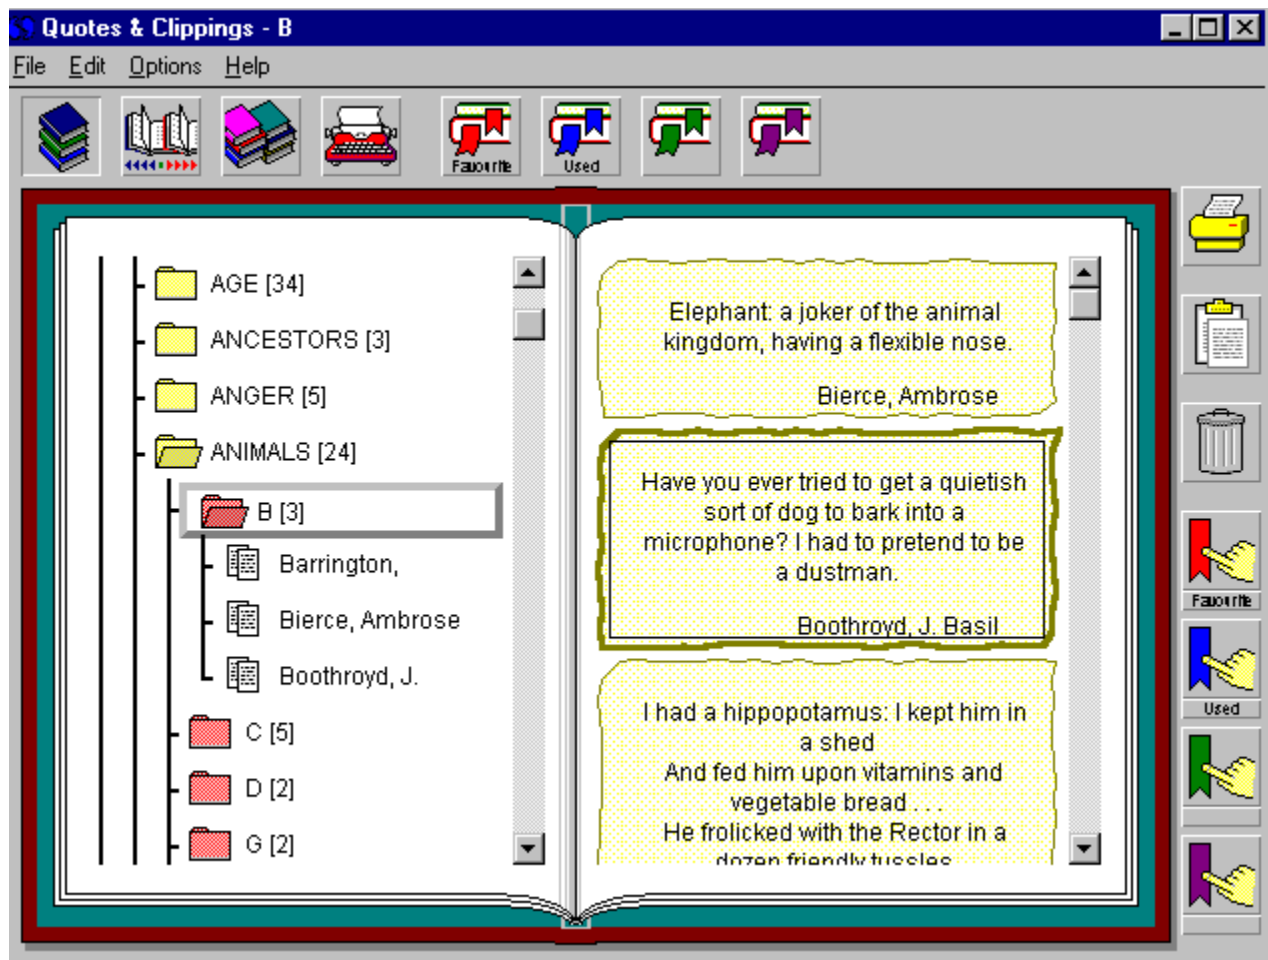 Quotes & Clippings - B
File Edit Options Help
Favourite Used
AGE [34]
ANCESTORS [3]
ANGER [5]
ANIMALS [24]
B [3]
Barrington,
Bierce, Ambrose
Boothroyd, J.
C [5]
D [2]
G [2]
Elephant: a joker of the animal
kingdom, having a flexible nose.
Bierce, Ambrose
Have you ever tried to get a quietish
sort of dog to bark into a
microphone? I had to pretend to be
a dustman.
Boothroyd, J. Basil
I had a hippopotamus: I kept him in
a shed
And fed him upon vitamins and
vegetable bread . . .
He frolicked with the Rector in a
dozen friendly tussles
Favourite
Used